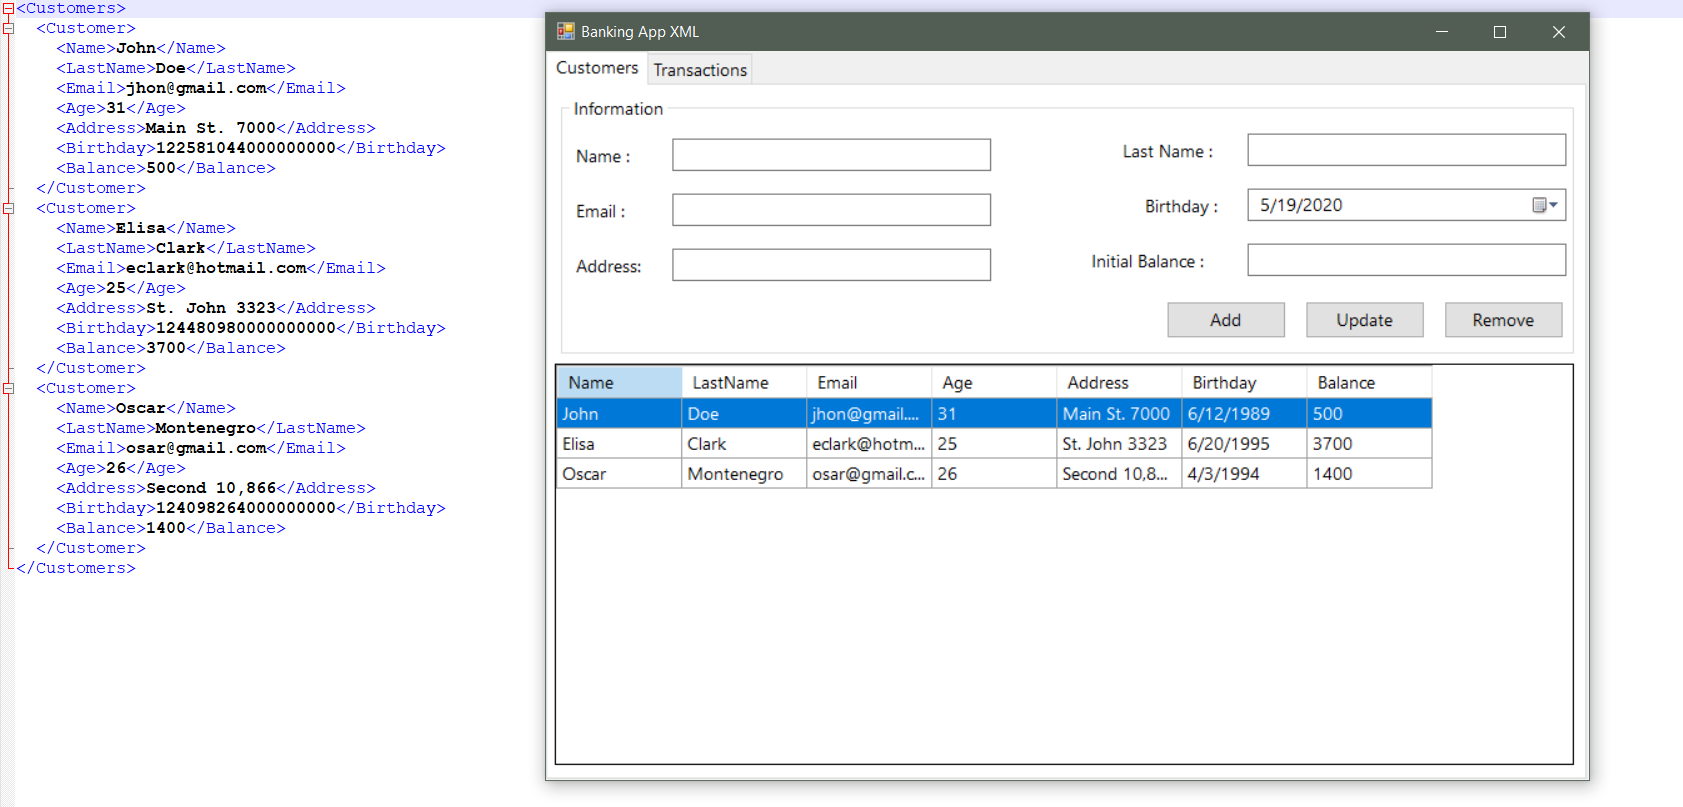 <Customers>
<Customer>
<Name>John</Name>
<LastName>Doe</LastName>
<Email>jhon@gmail.com</Email>
<Age>31</Age>
<Address>Main St. 7000</Address>
<Birthday>122581044000000000</Birthday>
<Balance>500</Balance>
</Customer>
<Customer>
<Name>Elisa</Name>
<LastName>Clark</LastName>
<Email>eclark@hotmail.com</Email>
<Age>25</Age>
<Address>St. John 3323</Address>
<Birthday>124480980000000000</Birthday>
<Balance>3700</Balance>
</Customer>
<Customer>
<Name>Oscar</Name>
<LastName>Montenegro</LastName>
<Email>osar@gmail.com</Email>
<Age>26</Age>
<Address>Second 10,866</Address>
<Birthday>124098264000000000</Birthday>
<Balance>1400</Balance>
</Customer>
</Customers>
Banking App XML
Customers Transactions
Information
Name : Last Name :
Email : Birthday : 5/19/2020
Address: Initial Balance :
Add Update Remove
Name LastName Email Age Address Birthday Balance
John Doe jhon@gmail.... 31 Main St. 7000 6/12/1989 500
Elisa Clark eclark@hotm... 25 St. John 3323 6/20/1995 3700
Oscar Montenegro osar@gmail.c... 26 Second 10,8... 4/3/1994 1400